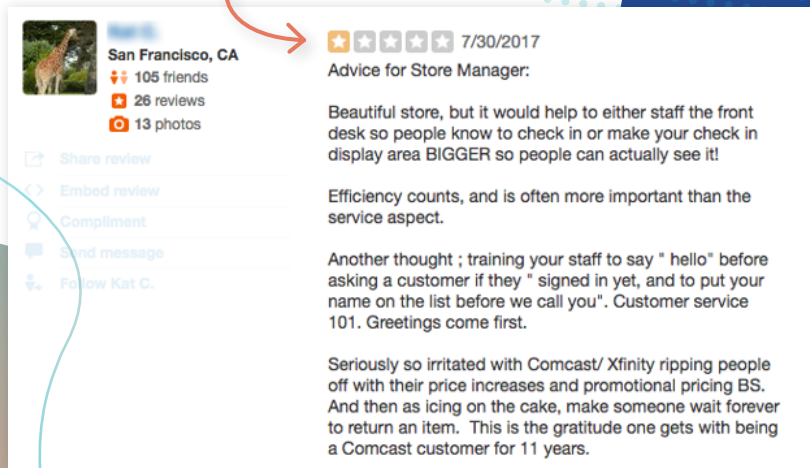 San Francisco, CA
105 friends
26 reviews
13 photos
Share review
Embed review
Compliment
Send message
Follow Kat C.
7/30/2017
Advice for Store Manager:
Beautiful store, but it would help to either staff the front
desk so people know to check in or make your check in
display area BIGGER so people can actually see it!
Efficiency counts, and is often more important than the
service aspect.
Another thought ; training your staff to say " hello" before
asking a customer if they " signed in yet, and to put your
name on the list before we call you". Customer service
101. Greetings come first.
Seriously so irritated with Comcast/ Xfinity ripping people
off with their price increases and promotional pricing BS.
And then as icing on the cake, make someone wait forever
to return an item.  This is the gratitude one gets with being
a Comcast customer for 11 years.